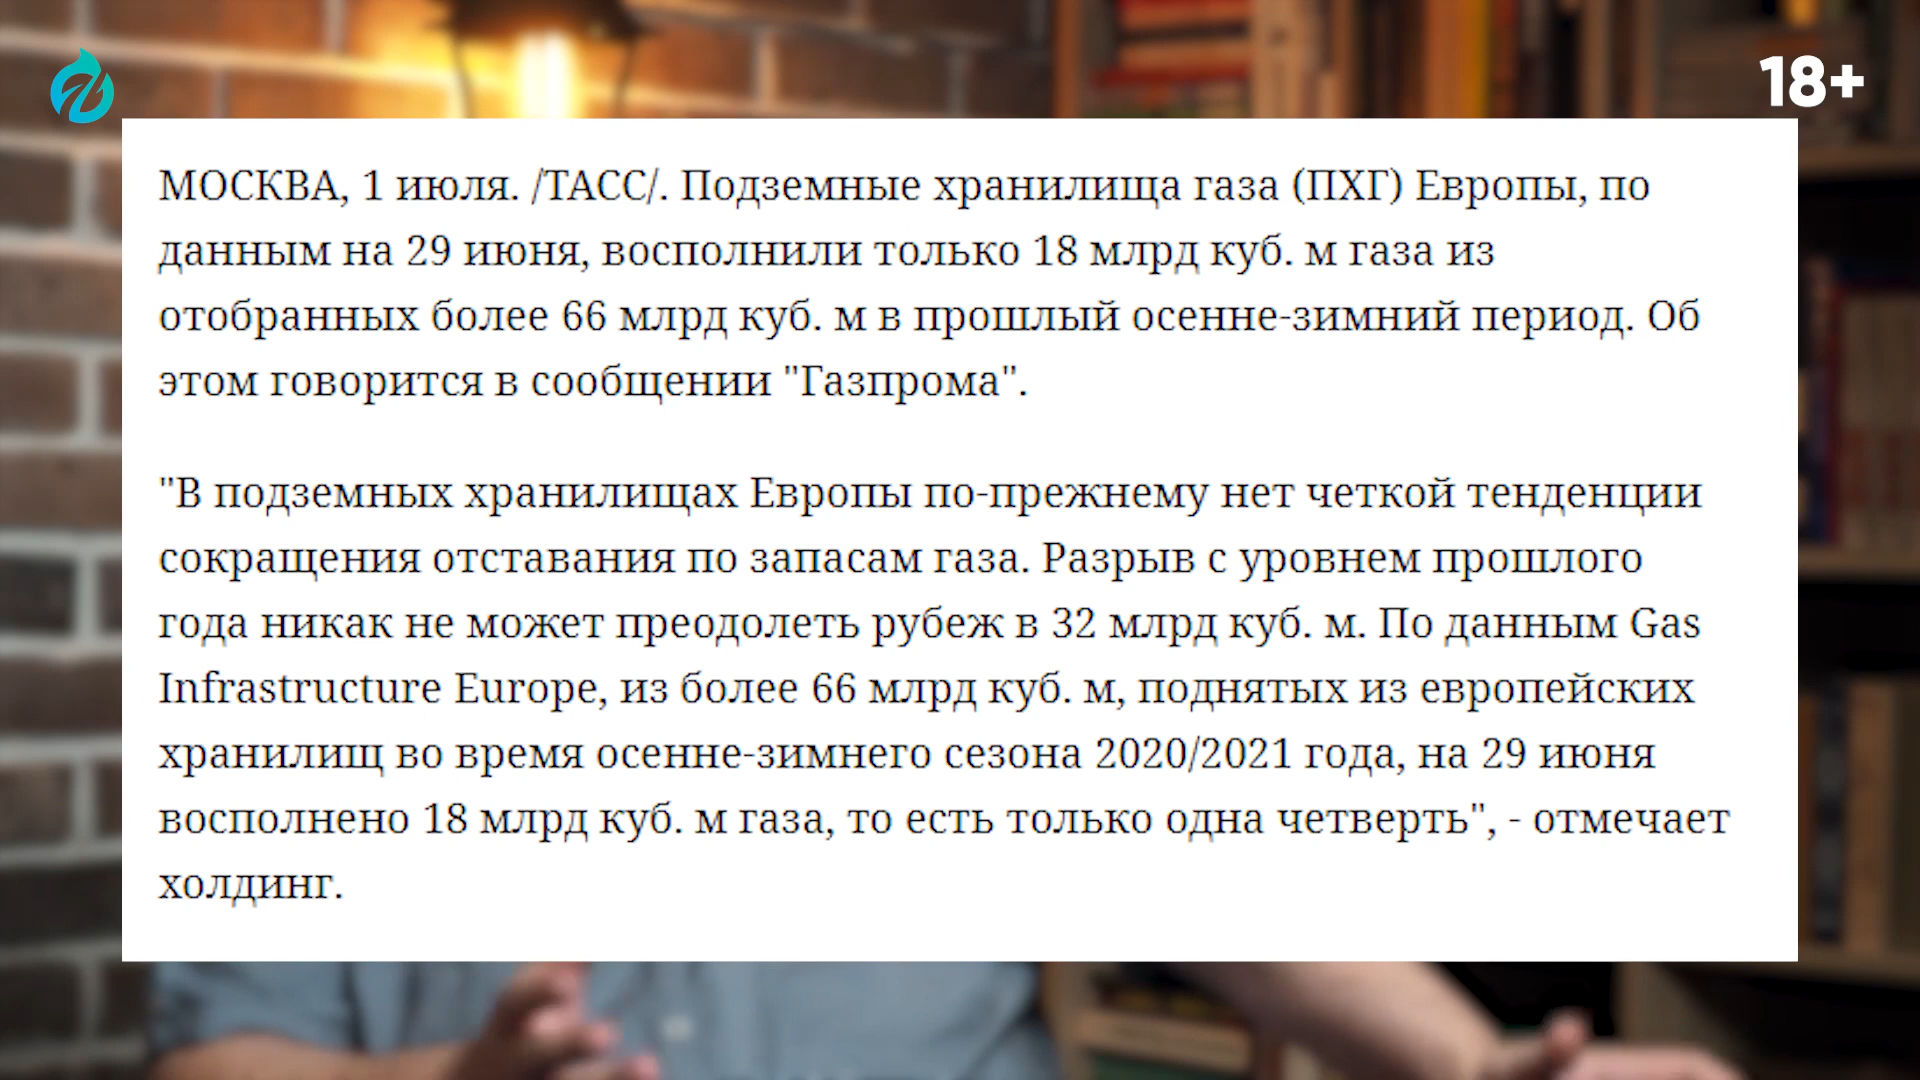 18+
МОСКВА, 1 июля. /ТАСС/. Подземные хранилища газа (ПХГ) Европы, по
данным на 29 июня, восполнили только 18 млрд куб. м газа из
отобранных более 66 млрд куб. м в прошлый осенне-зимний период. Об
этом говорится в сообщении "Газпрома".
"В подземных хранилищах Европы по-прежнему нет четкой тенденции
сокращения отставания по запасам газа. Разрыв с уровнем прошлого
года никак не может преодолеть рубеж в 32 млрд куб. м. По данным Gas
Infrastructure Europe, из более 66 млрд куб. м, поднятых из европейских
хранилищ во время осенне-зимнего сезона 2020/2021 года, на 29 июня
восполнено 18 млрд куб. м газа, то есть только одна четверть", - отмечает
холдинг.